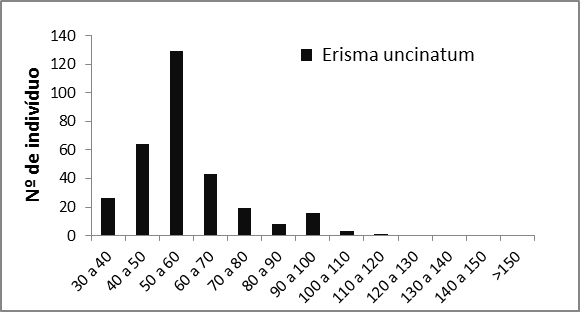 Nº de indivíduo
140
120
100
80
60
40
20
0
Erisma uncinatum
30 a 40
40 a 50
50 a 60
60 a 70
70 a 80
80 a 90
90 a 100
100 a 110
110 a 120
120 a 130
130 a 140
140 a 150
>150